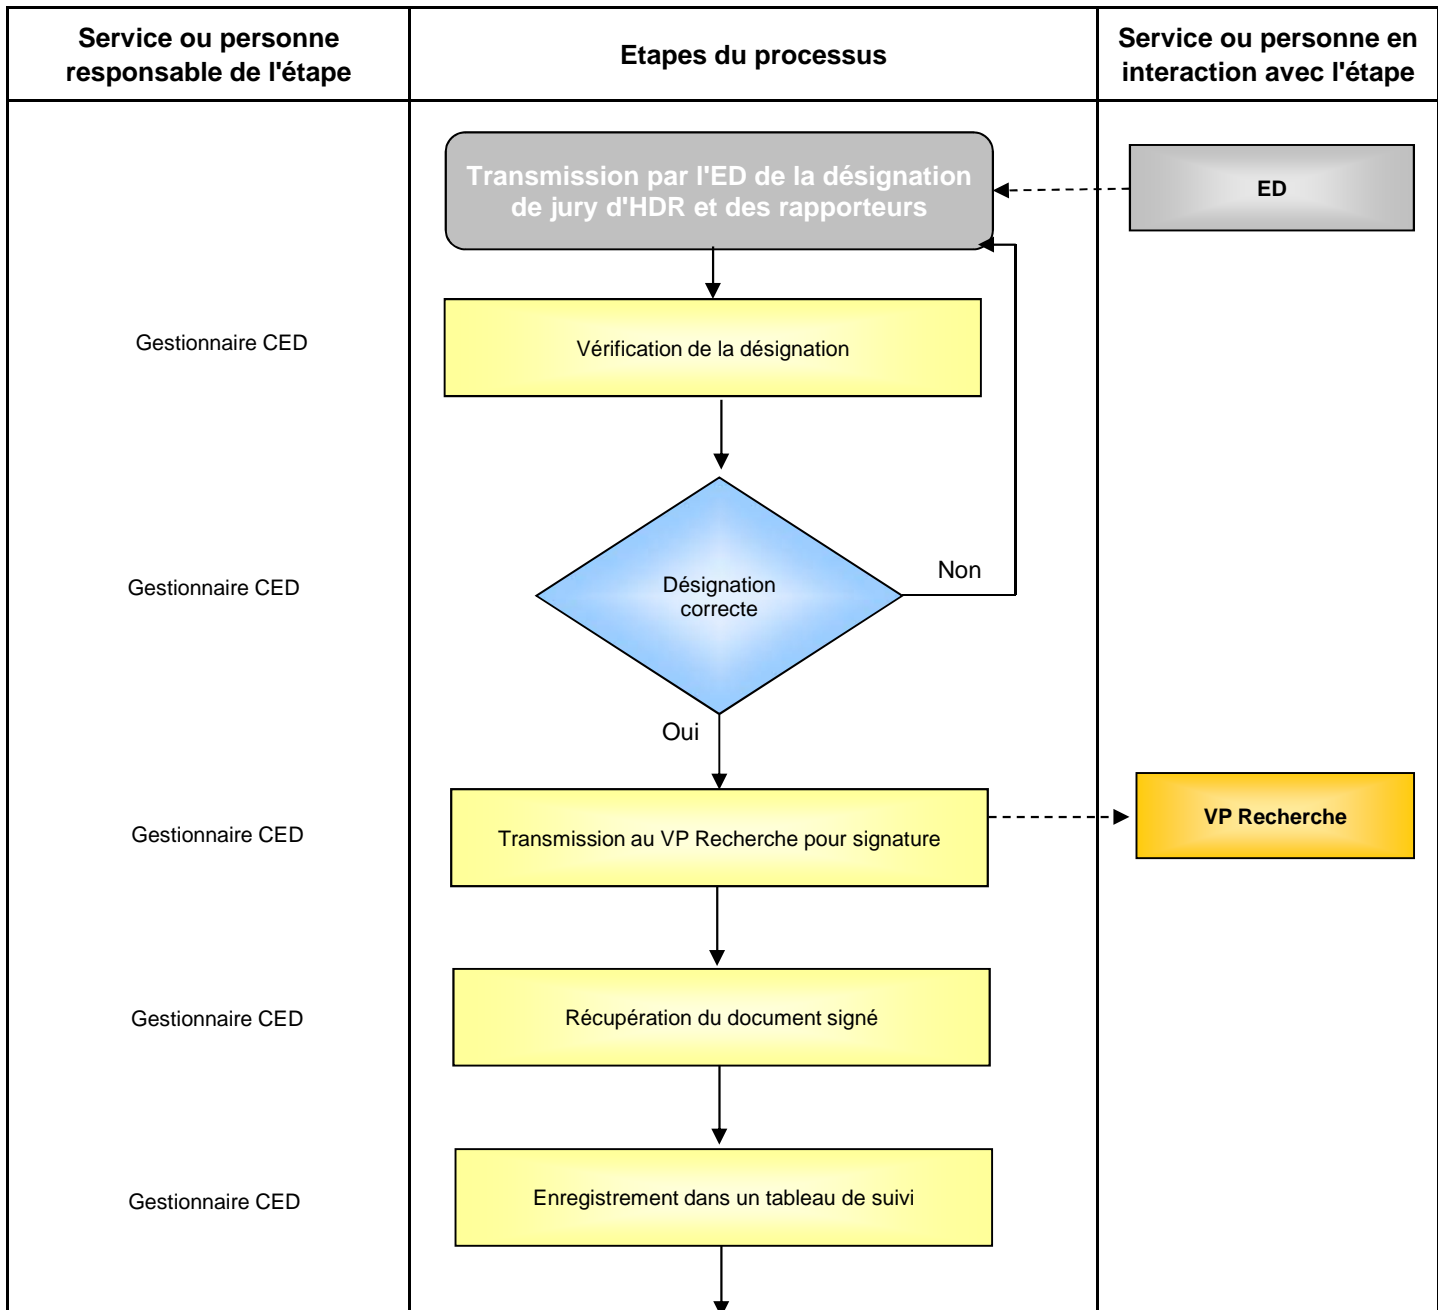 Service ou personne
responsable de l'étape
Etapes du processus
Service ou personne en
interaction avec l'étape
Transmission par l'ED de la désignation
de jury d'HDR et des rapporteurs
ED
Gestionnaire CED
Vérification de la désignation
Gestionnaire CED
Désignation
correcte
Non
Oui
Gestionnaire CED
Transmission au VP Recherche pour signature
VP Recherche
Gestionnaire CED
Récupération du document signé
Gestionnaire CED
Enregistrement dans un tableau de suivi